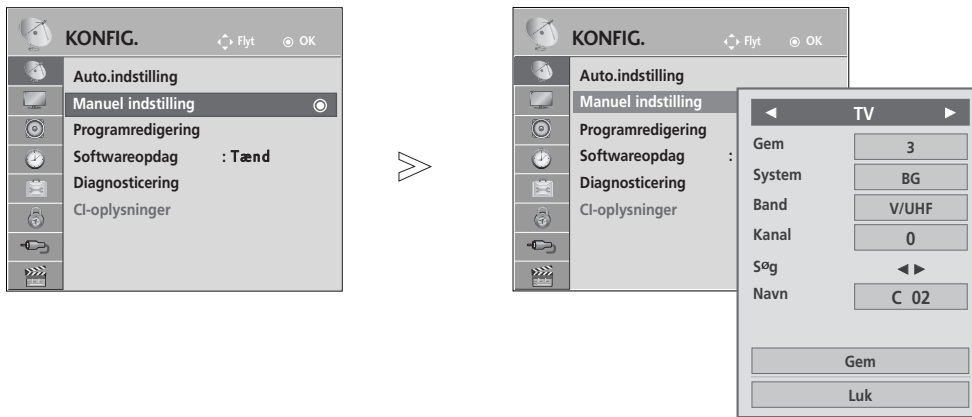 KONFIG. Flyt OK
Auto.indstilling
Manuel indstilling
Programredigering
Softwareopdag : Tænd
Diagnosticering
CI-oplysninger
KONFIG. Flyt OK
Auto.indstilling
Manuel indstilling
Programredigering
Softwareopdag :
Diagnosticering
CI-oplysninger
◄ TV ►
Gem 3
System BG
Band V/UHF
Kanal 0
Søg ◄ ►
Navn C 02
Gem
Luk